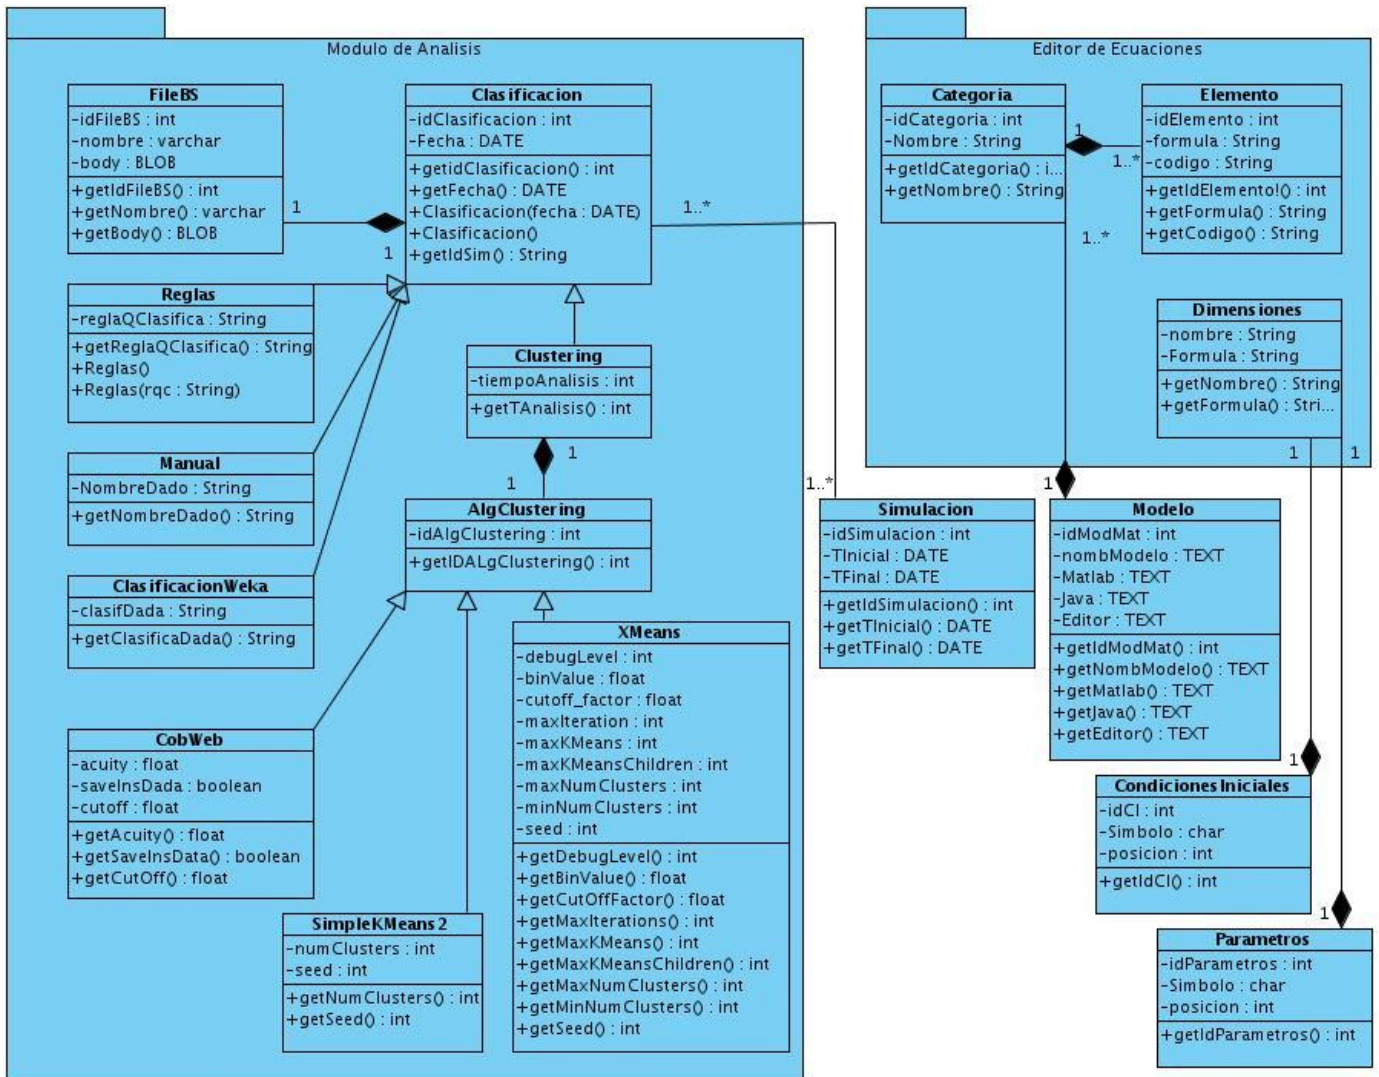 Modulo de Analisis
FileBS
-idFileBS : int
-nombre : varchar
-body : BLOB
+getIdFileBS() : int
+getNombre() : varchar
+getBody() : BLOB
1
1
Clasificacion
-idClasificacion : int
-Fecha : DATE
+getidClasificacion() : int
+getFecha() : DATE
+Clasificacion(fecha : DATE)
+Clasificacion()
+getIdSim() : String
1..*
Reglas
-reglaQClasifica : String
+getReglaQClasifica() : String
+Reglas()
+Reglas(rqc : String)
Clustering
-tiempoAnalisis : int
+getTAnalisis() : int
1
1
Manual
-NombreDado : String
+getNombreDado() : String
AlgClustering
-idAlgClustering : int
+getIDALgClustering() : int
ClasificacionWeka
-clasifDada : String
+getClasificaDada() : String
XMeans
-debugLevel : int
-binValue : float
-cutoff_factor : float
-maxIteration : int
-maxKMeans : int
-maxKMeansChildren : int
-maxNumClusters : int
-minNumClusters : int
-seed : int
+getDebugLevel() : int
+getBinValue() : float
+getCutOffFactor() : float
+getMaxIterations() : int
+getMaxKMeans() : int
+getMaxKMeansChildren() : int
+getMaxNumClusters() : int
+getMinNumClusters() : int
+getSeed() : int
CobWeb
-acuity : float
-saveInsDada : boolean
-cutoff : float
+getAcuity() : float
+getSaveInsData() : boolean
+getCutOff() : float
SimpleKMeans2
-numClusters : int
-seed : int
+getNumClusters() : int
+getSeed() : int
Editor de Ecuaciones
Categoria
-idCategoria : int
-Nombre : String
+getIdCategoria() : i...
+getNombre() : String
1
1..*
Elemento
-idElemento : int
-formula : String
-codigo : String
+getIdElemento!() : int
+getFormula() : String
+getCodigo() : String
1..*
Dimensiones
-nombre : String
-Formula : String
+getNombre() : String
+getFormula() : Stri...
1
1
1..*
1
Simulacion
-idSimulacion : int
-TInicial : DATE
-TFinal : DATE
+getIdSimulacion() : int
+getTInicial() : DATE
+getTFinal() : DATE
Modelo
-idModMat : int
-nombModelo : TEXT
-Matlab : TEXT
-Java : TEXT
-Editor : TEXT
+getIdModMat() : int
+getNombModelo() : TEXT
+getMatlab() : TEXT
+getJava() : TEXT
+getEditor() : TEXT
1
CondicionesIniciales
-idCI : int
-Simbolo : char
-posicion : int
+getIdCI() : int
1
Parametros
-idParametros : int
-Simbolo : char
-posicion : int
+getIdParametros() : int